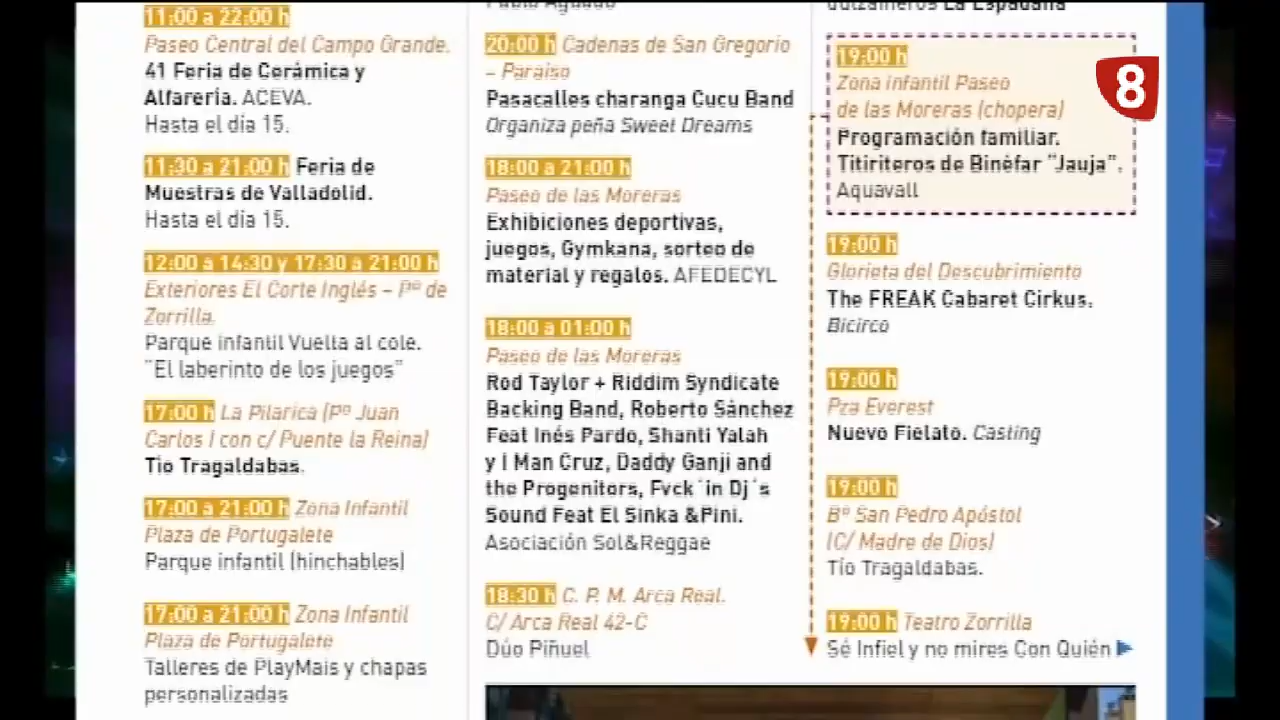 11:00 a 22:00 h
Paseo Central del Campo Grande.
41 Feria de Cerámica y
Alfarería. ACEVA.
Hasta el día 15.
11:30 a 21:00 h Feria de
Muestras de Valladolid.
Hasta el día 15.
12:00 a 14:30 y 17:30 a 21:00 h
Exteriores El Corte Inglés – Pº de
Zorrilla.
Parque infantil Vuelta al cole.
"El laberinto de los juegos"
17:00 h La Pilarica (Pº Juan
Carlos I con c/ Puente la Reina)
Tío Tragaldabas.
17:00 a 21:00 h Zona Infantil
Plaza de Portugalete
Parque infantil (hinchables)
17:00 a 21:00 h Zona Infantil
Plaza de Portugalete
Talleres de PlayMais y chapas
personalizadas
Pablo Aguado
20:00 h Cadenas de San Gregorio
– Paraíso
Pasacalles charanga Cucu Band
Organiza peña Sweet Dreams
18:00 a 21:00 h
Paseo de las Moreras
Exhibiciones deportivas,
juegos, Gymkana, sorteo de
material y regalos. AFEDECYL
18:00 a 01:00 h
Paseo de las Moreras
Rod Taylor + Riddim Syndicate
Backing Band, Roberto Sánchez
Feat Inés Pardo, Shanti Yalah
y I Man Cruz, Daddy Ganji and
the Progenitors, Fvck´in Dj´s
Sound Feat El Sinka &Pini.
Asociación Sol&Reggae
18:30 h C. P. M. Arca Real.
C/ Arca Real 42-C
Dúo Piñuel
dulzaineros La Espadaña
19:00 h
Zona infantil Paseo
de las Moreras (chopera)
Programación familiar.
Titiriteros de Binéfar "Jauja".
Aquavall
19:00 h
Glorieta del Descubrimiento
The FREAK Cabaret Cirkus.
Bicirco
19:00 h
Pza Everest
Nuevo Fielato. Casting
19:00 h
Bº San Pedro Apóstol
(C/ Madre de Dios)
Tío Tragaldabas.
19:00 h Teatro Zorrilla
Sé Infiel y no mires Con Quién
8